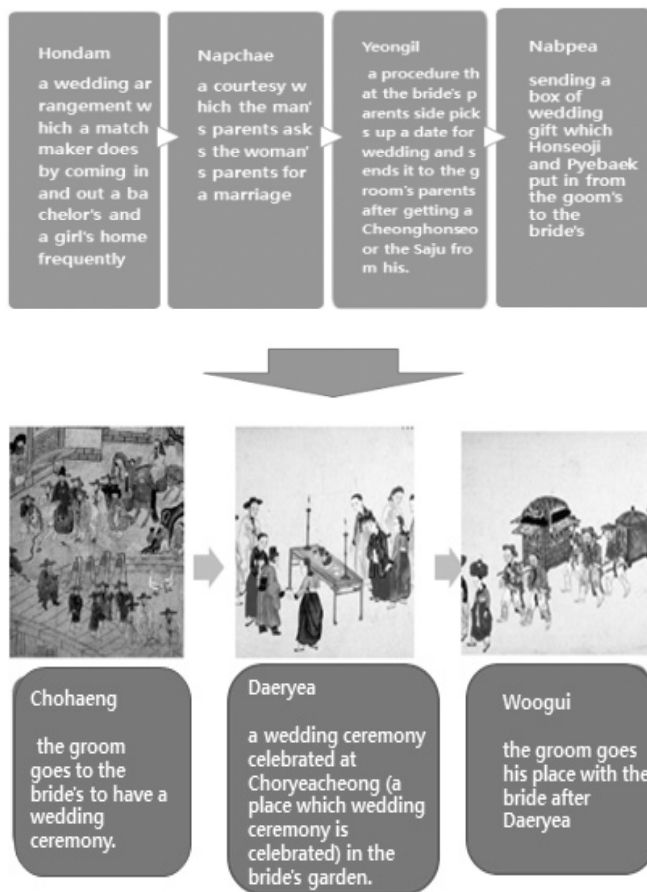 Hondam
a wedding ar
rangement w
hich a match
maker does
by coming in
and out a ba
chelor's and
a girl's home
frequently
Napchae
a courtesy w
hich the man'
s parents ask
s the woman'
s parents for
a marriage
Yeongil
a procedure th
at the bride's p
arents side pick
s up a date for
wedding and s
ends it to the g
room's parents
after getting a
Cheonghonseo
or the Saju fro
m his.
Nabpea
sending a
box of
wedding
gift which
Honseoji
and Pyebaek
put in from
the goom's
to the
bride's
Chohaeng
the groom
goes to the
bride's to have a
wedding
ceremony.
Daeryea
a wedding ceremony
celebrated at
Choryeacheong (a
place which wedding
ceremony is
celebrated) in the
bride's garden.
Woogui
the groom goes
his place with the
bride after
Daeryea